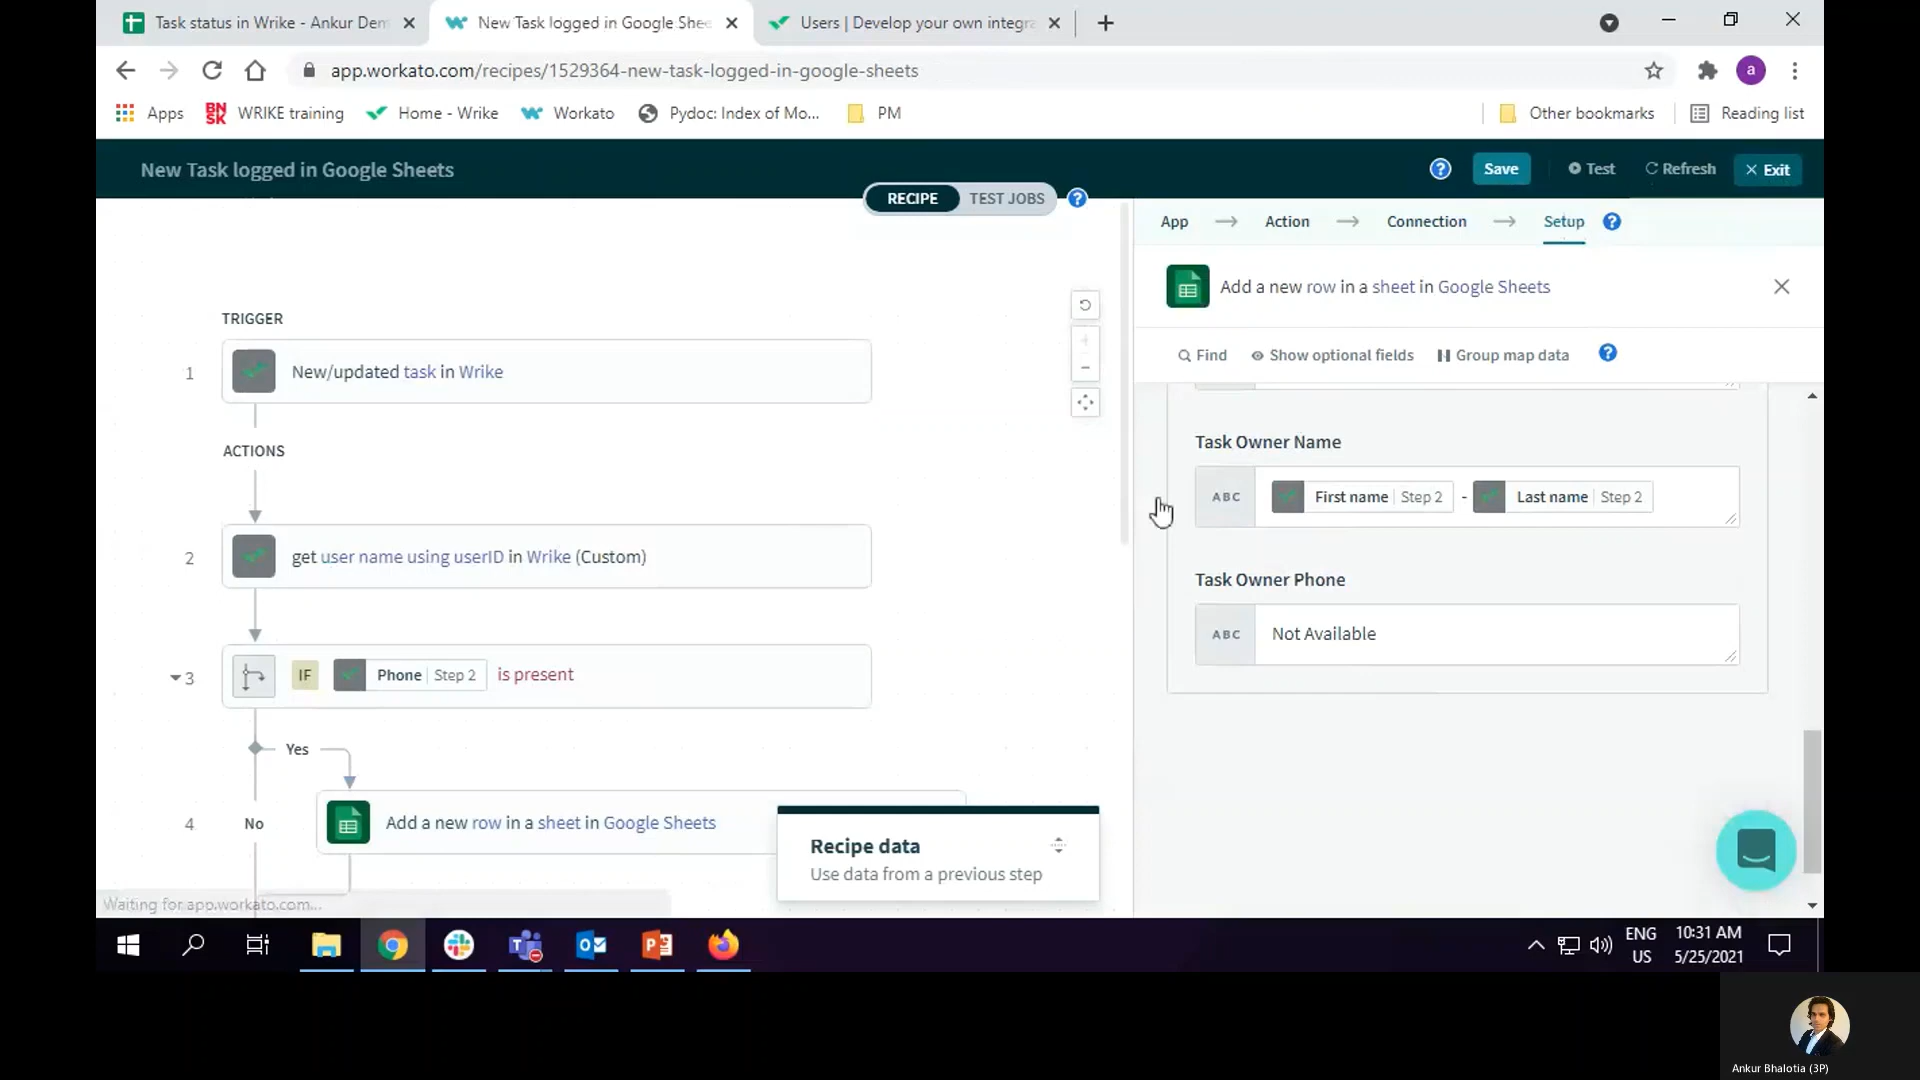 Task status in Wrike - Ankur Dem
New Task logged in Google Shee
Users | Develop your own integra
app.workato.com/recipes/1529364-new-task-logged-in-google-sheets
a
Apps
BN
SK
WRIKE training
Home - Wrike
Workato
Pydoc: Index of Mo...
PM
Other bookmarks
Reading list
New Task logged in Google Sheets
?
Save
Test
Refresh
Exit
RECIPE
TEST JOBS
?
App
Action
Connection
Setup
?
Add a new row in a sheet in Google Sheets
Find
Show optional fields
Group map data
?
TRIGGER
1
New/updated task in Wrike
ACTIONS
2
get user name using userID in Wrike (Custom)
3
IF
Phone | Step 2
is present
Yes
No
4
Add a new row in a sheet in Google Sheets
Recipe data
Use data from a previous step
Task Owner Name
ABC
First name | Step 2 - Last name | Step 2
Task Owner Phone
ABC
Not Available
Waiting for app.workato.com...
ENG
US
10:31 AM
5/25/2021
Ankur Bhalotia (3P)